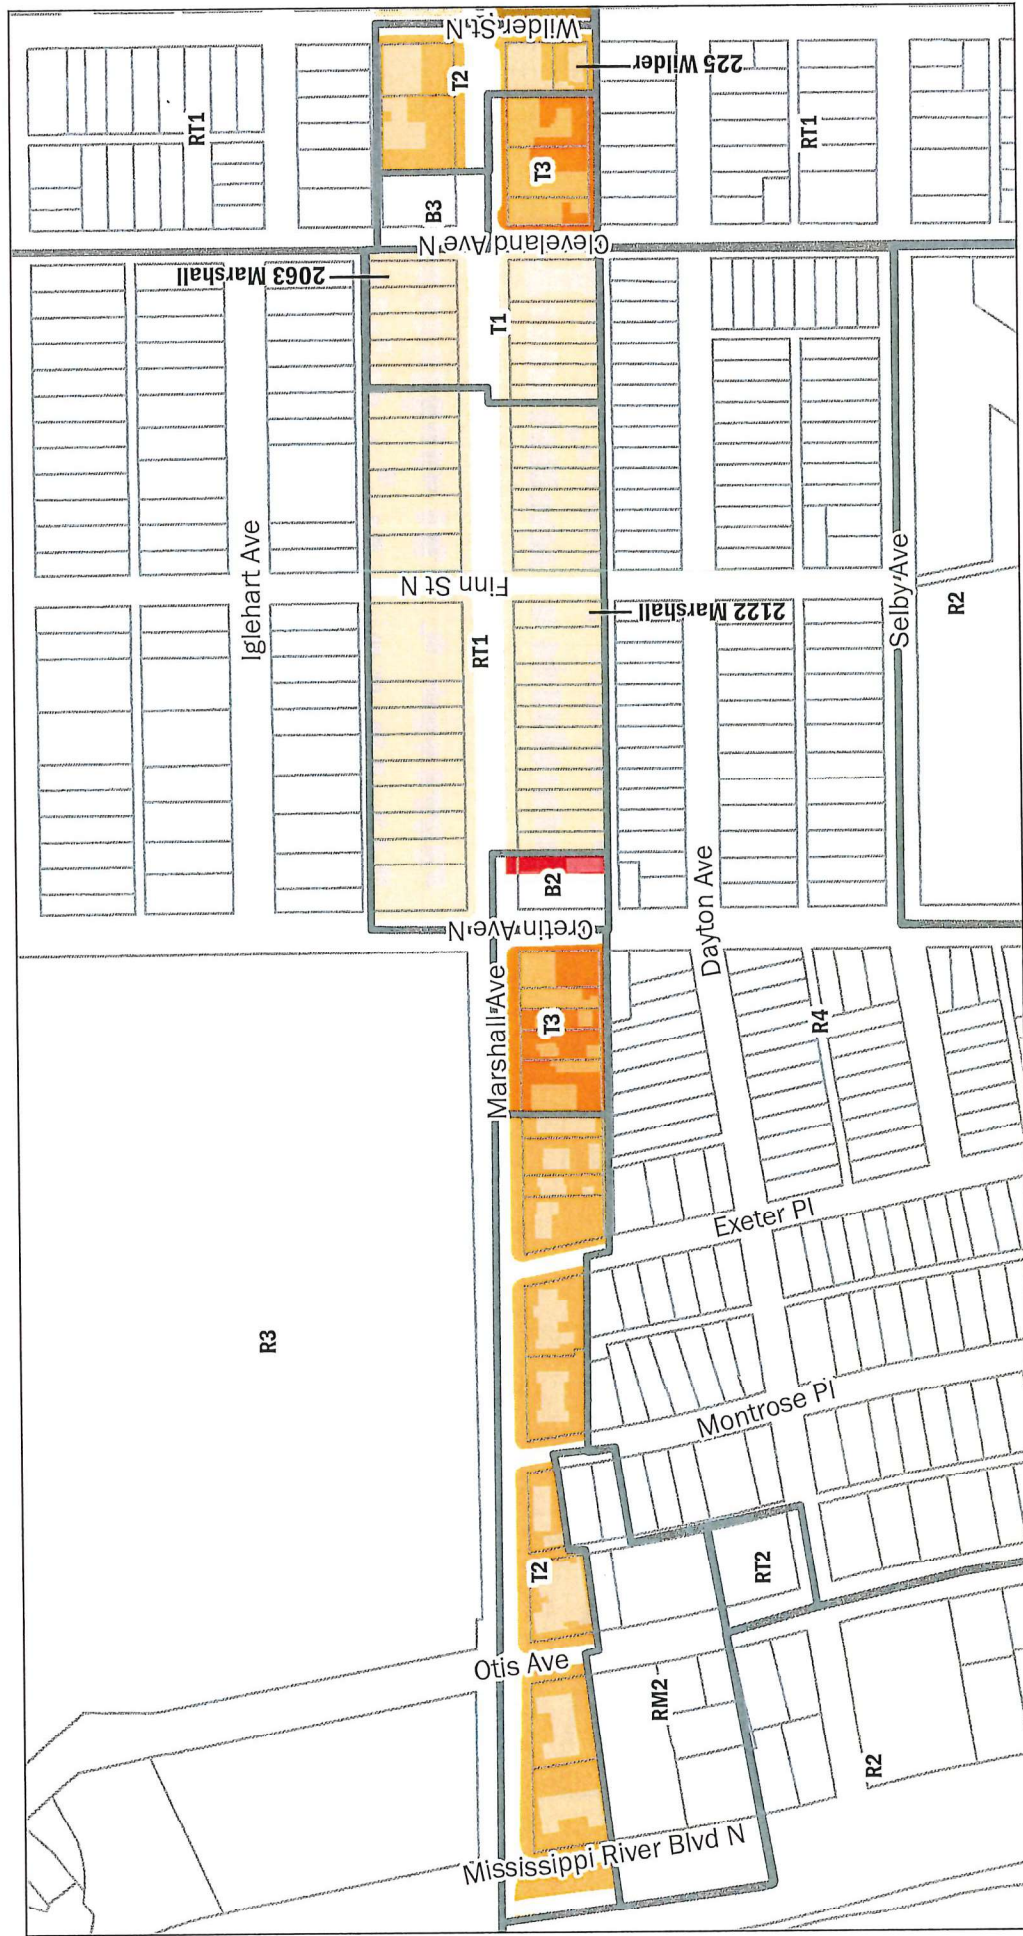 Wilder St N
T2
225 Wilder
RT1
T3
RT1
B3
Cleveland Ave N
2063 Marshall
T1
Iglehart Ave
Finn St N
RT1
2122 Marshall
Selby Ave
R2
B2
Cretin Ave N
Dayton Ave
Marshall Ave
T3
R4
Exeter Pl
R3
Montrose Pl
T2
RT2
Otis Ave
RM2
R2
Mississippi River Blvd N